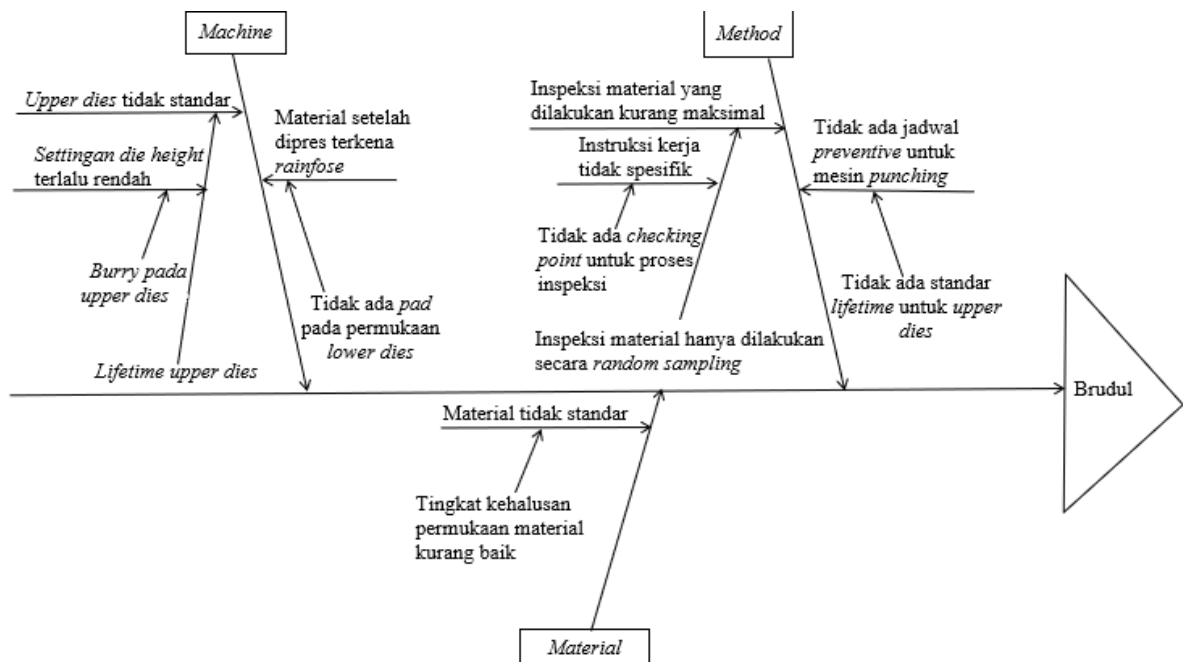 Machine
Upper dies tidak standar
Settingan die height
terlalu rendah
Burry pada
upper dies
Lifetime upper dies
Material setelah
dipres terkena
rainfose
Tidak ada pad
pada permukaan
lower dies
Method
Inspeksi material yang
dilakukan kurang maksimal
Instruksi kerja
tidak spesifik
Tidak ada checking
point untuk proses
inspeksi
Inspeksi material hanya dilakukan
secara random sampling
Tidak ada jadwal
preventive untuk
mesin punching
Tidak ada standar
lifetime untuk upper
dies
Brudul
Material tidak standar
Tingkat kehalusan
permukaan material
kurang baik
Material